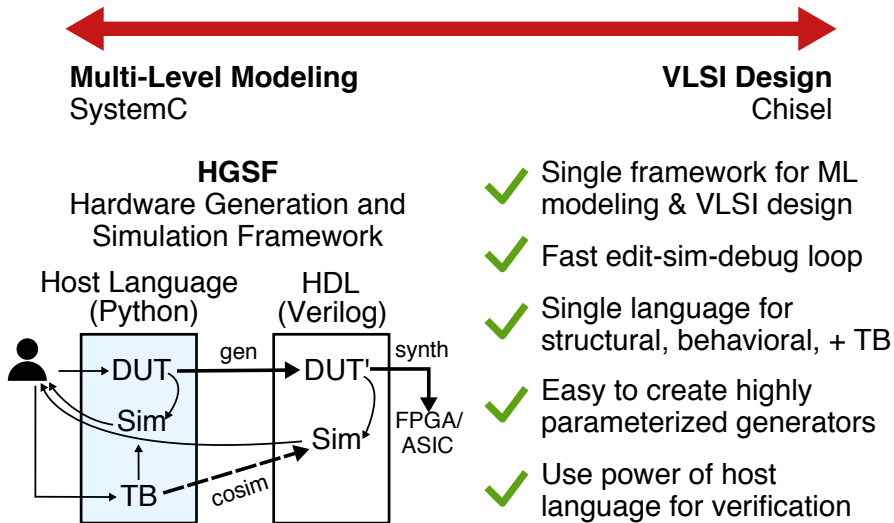 Multi-Level Modeling
SystemC
VLSI Design
Chisel
HGSF
Hardware Generation and
Simulation Framework
Host Language
(Python)
HDL
(Verilog)
DUT
gen
DUT'
synth
Sim
Sim
FPGA/
ASIC
TB
cosim
Single framework for ML
modeling & VLSI design
Fast edit-sim-debug loop
Single language for
structural, behavioral, + TB
Easy to create highly
parameterized generators
Use power of host
language for verification